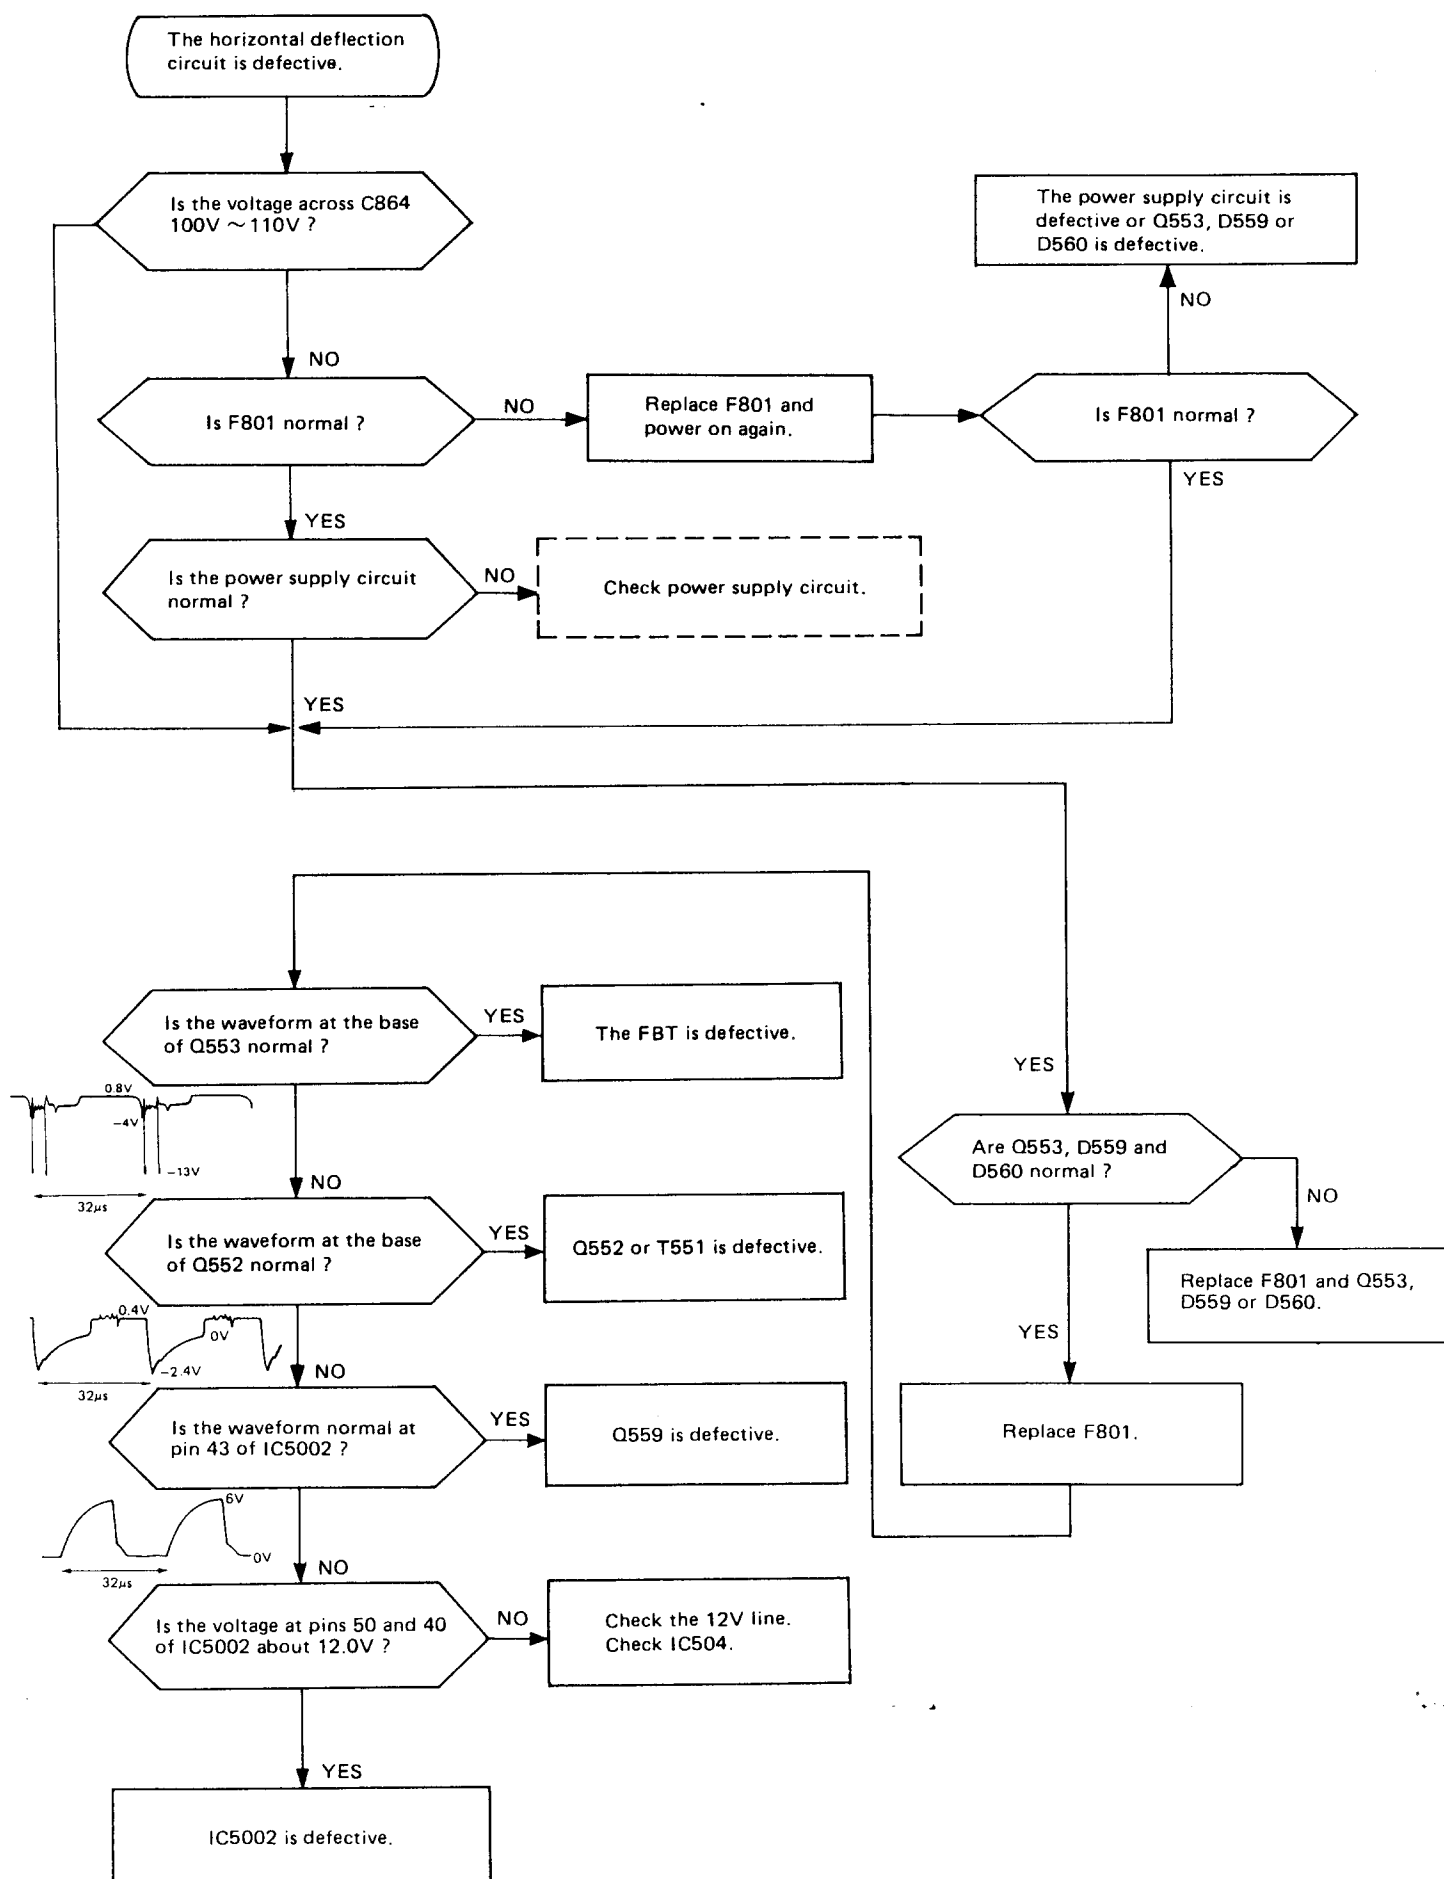 The horizontal deflection
circuit is defective.
Is the voltage across C864
100V ~ 110V ?
The power supply circuit is
defective or Q553, D559 or
D560 is defective.
NO
NO
Is F801 normal ?
NO
Replace F801 and
power on again.
Is F801 normal ?
YES
YES
Is the power supply circuit
normal ?
NO
Check power supply circuit.
YES
Is the waveform at the base
of Q553 normal ?
YES
The FBT is defective.
YES
0.8V
-4V
-13V
32μs
NO
Are Q553, D559 and
D560 normal ?
NO
Is the waveform at the base
of Q552 normal ?
YES
Q552 or T551 is defective.
Replace F801 and Q553,
D559 or D560.
0.4V
0V
-2.4V
32μs
NO
YES
Is the waveform normal at
pin 43 of IC5002 ?
YES
Q559 is defective.
Replace F801.
6V
0V
32μs
NO
Is the voltage at pins 50 and 40
of IC5002 about 12.0V ?
NO
Check the 12V line.
Check IC504.
YES
IC5002 is defective.